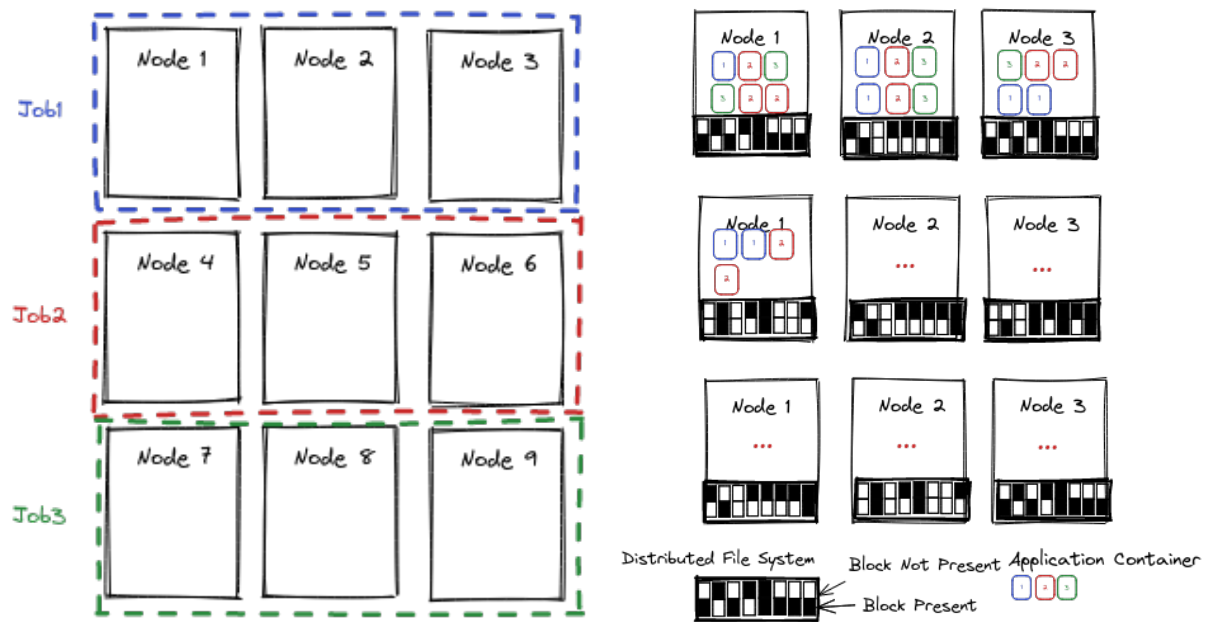 Node 1 Node 2 Node 3
Job1
Node 4 Node 5 Node 6
Job2
Node 7 Node 8 Node 9
Job3
Node 1 Node 2 Node 3
1 2 3 1 2 3 3 2 2
3 2 2 1 2 3 1 1
Node 1 Node 2 Node 3
1 1 2 ... ...
2
Node 1 Node 2 Node 3
... ... ...
Distributed File System
Block Not Present
Block Present
Application Container
1 2 3